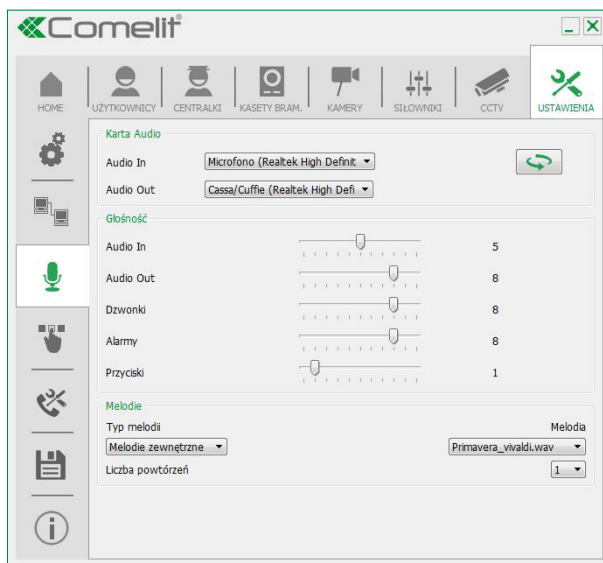 Comelit®
HOME UŻYTKOWNICY CENTRALKI KASETY BRAM. KAMERY SIŁOWNIKI CCTV USTAWIENIA
Karta Audio
Audio In Microfono (Realtek High Definit
Audio Out Cassa/Cuffie (Realtek High Defi
Głośność
Audio In 5
Audio Out 8
Dzwonki 8
Alarmy 8
Przyciski 1
Melodie
Typ melodii Melodia
Melodie zewnętrzne Primavera_vivaldi.wav
Liczba powtórzeń 1